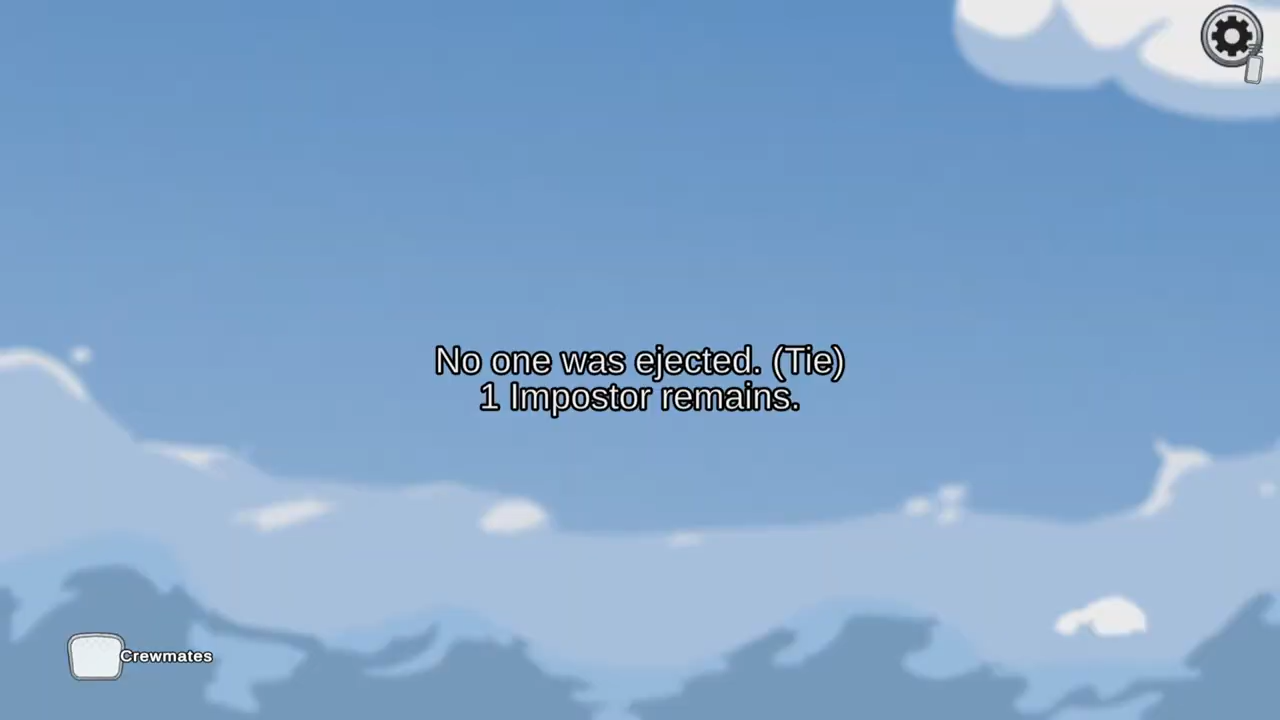 No one was ejected. (Tie)
1 Impostor remains.
Crewmates